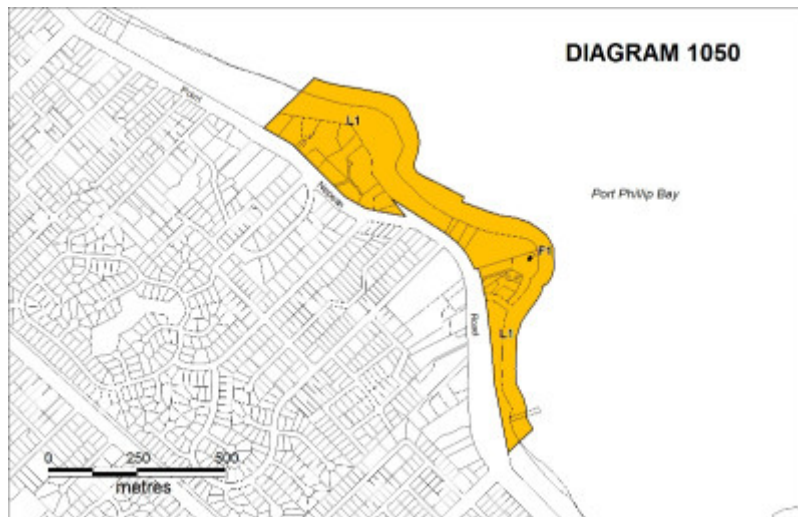 DIAGRAM 1050
Point
L1
Nepean
Port Phillip Bay
F1
Road
L1
0 250 500
metres